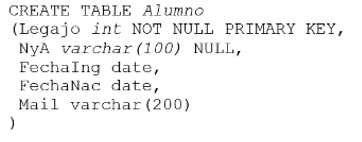 CREATE TABLE Alumno
(Legajo int NOT NULL PRIMARY KEY,
NyA varchar(100) NULL,
FechaIng date,
FechaNac date,
Mail varchar(200)
)